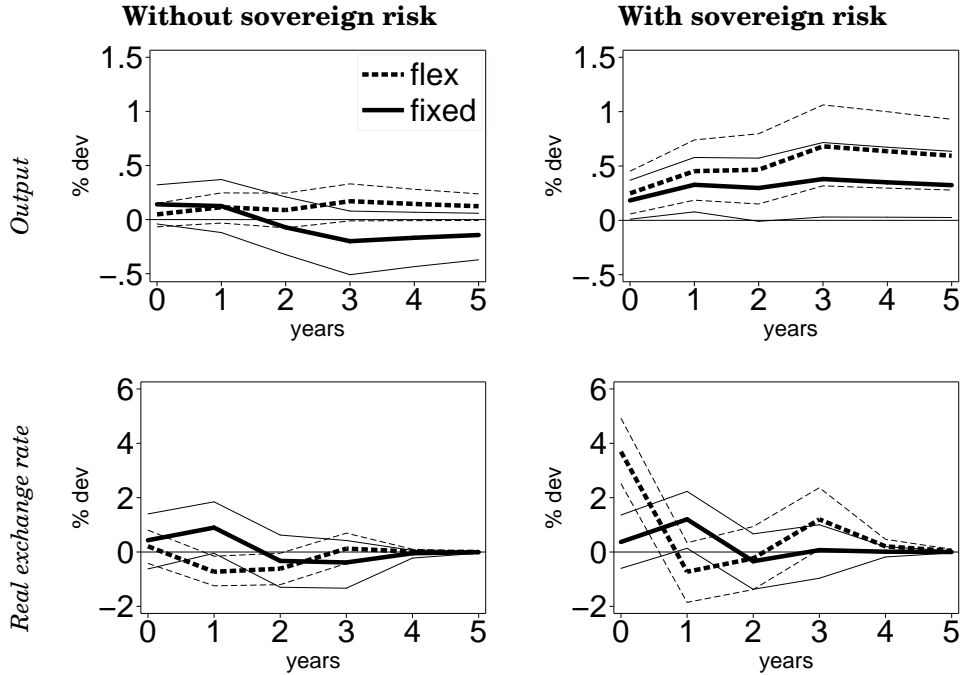 Without sovereign risk
With sovereign risk
Output
% dev
1.5
1
.5
0
−.5
flex
fixed
0 1 2 3 4 5
years
% dev
1.5
1
.5
0
−.5
0 1 2 3 4 5
years
Real exchange rate
% dev
6
4
2
0
−2
0 1 2 3 4 5
years
% dev
6
4
2
0
−2
0 1 2 3 4 5
years